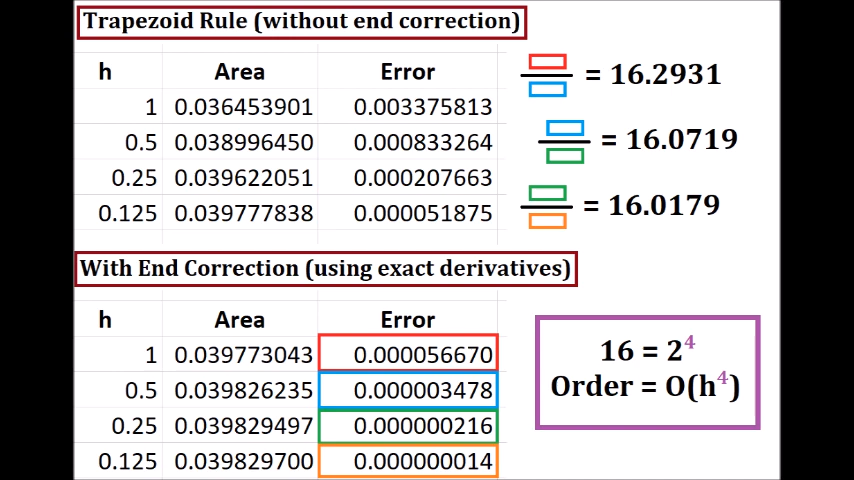 Trapezoid Rule (without end correction)
h Area Error
1 0.036453901 0.003375813
0.5 0.038996450 0.000833264
0.25 0.039622051 0.000207663
0.125 0.039777838 0.000051875
= 16.2931
= 16.0719
= 16.0179
With End Correction (using exact derivatives)
h Area Error
1 0.039773043 0.000056670
0.5 0.039826235 0.000003478
0.25 0.039829497 0.000000216
0.125 0.039829700 0.000000014
16 = 2⁴
Order = O(h⁴)